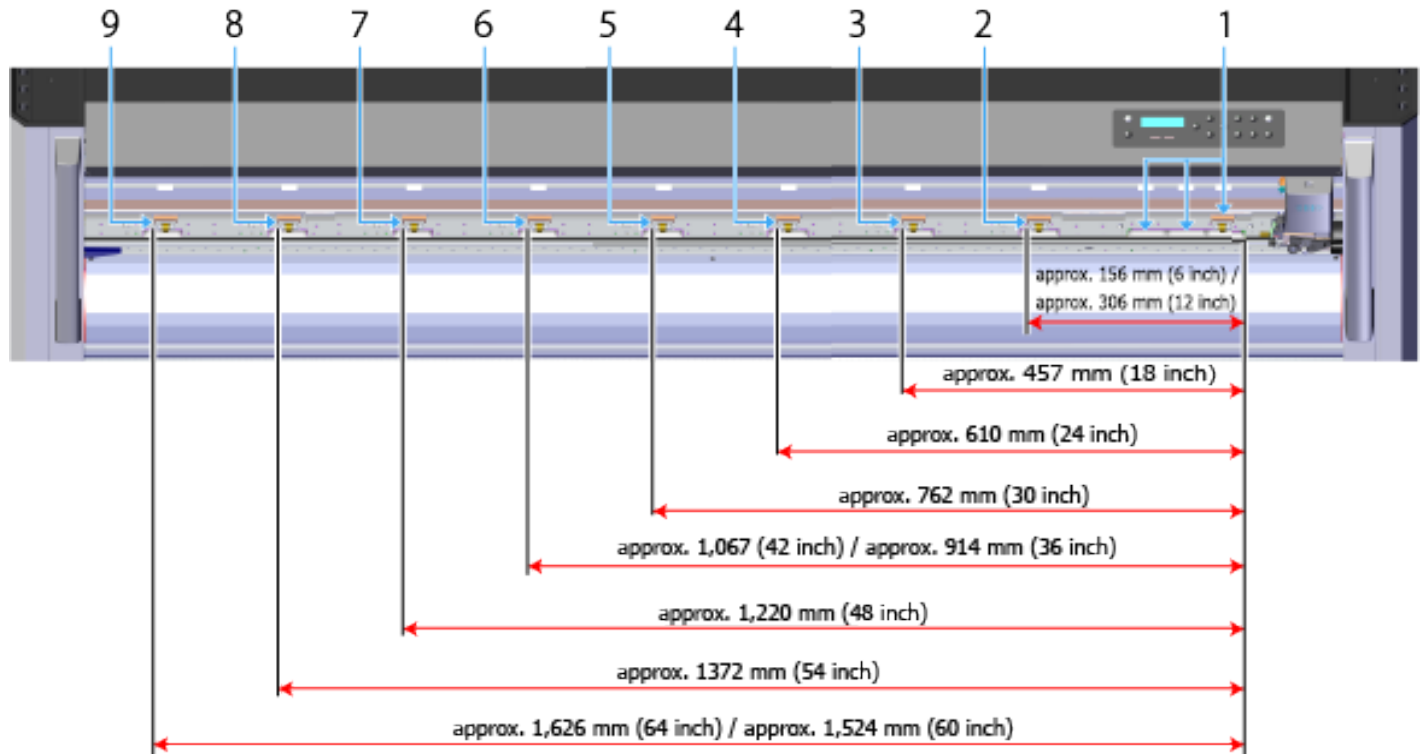 9 8 7 6 5 4 3 2 1
approx. 156 mm (6 inch) /
approx. 306 mm (12 inch)
approx. 457 mm (18 inch)
approx. 610 mm (24 inch)
approx. 762 mm (30 inch)
approx. 1,067 (42 inch) / approx. 914 mm (36 inch)
approx. 1,220 mm (48 inch)
approx. 1372 mm (54 inch)
approx. 1,626 mm (64 inch) / approx. 1,524 mm (60 inch)